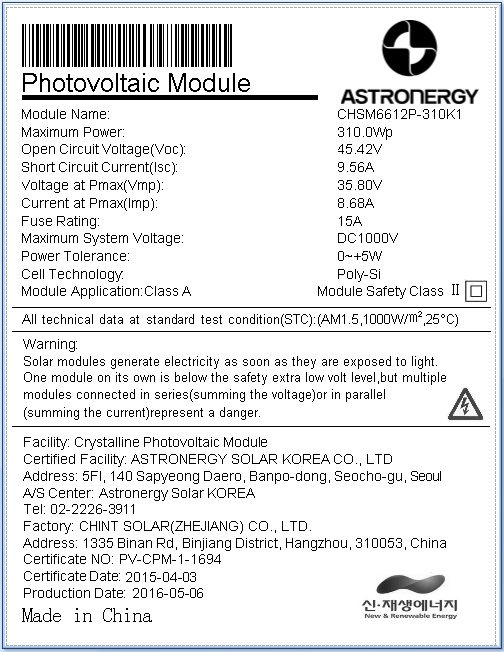 Photovoltaic Module
ASTRONERGY
Module Name: CHSM6612P-310K1
Maximum Power: 310.0Wp
Open Circuit Voltage(Voc): 45.42V
Short Circuit Current(Isc): 9.56A
Voltage at Pmax(Vmp): 35.80V
Current at Pmax(Imp): 8.68A
Fuse Rating: 15A
Maximum System Voltage: DC1000V
Power Tolerance: 0~+5W
Cell Technology: Poly-Si
Module Application:Class A Module Safety Class II
All technical data at standard test condition(STC):(AM1.5,1000W/m²,25°C)
Warning:
Solar modules generate electricity as soon as they are exposed to light.
One module on its own is below the safety extra low volt level,but multiple
modules connected in series(summing the voltage)or in parallel
(summing the current)represent a danger.
Facility: Crystalline Photovoltaic Module
Certified Facility: ASTRONERGY SOLAR KOREA CO., LTD
Address: 5Fl, 140 Sapyeong Daero, Banpo-dong, Seocho-gu, Seoul
A/S Center: Astronergy Solar KOREA
Tel: 02-2226-3911
Factory: CHINT SOLAR(ZHEJIANG) CO., LTD.
Address: 1335 Binan Rd, Binjiang District, Hangzhou, 310053, China
Certificate NO: PV-CPM-1-1694
Certificate Date: 2015-04-03
Production Date: 2016-05-06
Made in China
신·재생에너지
New & Renewable Energy